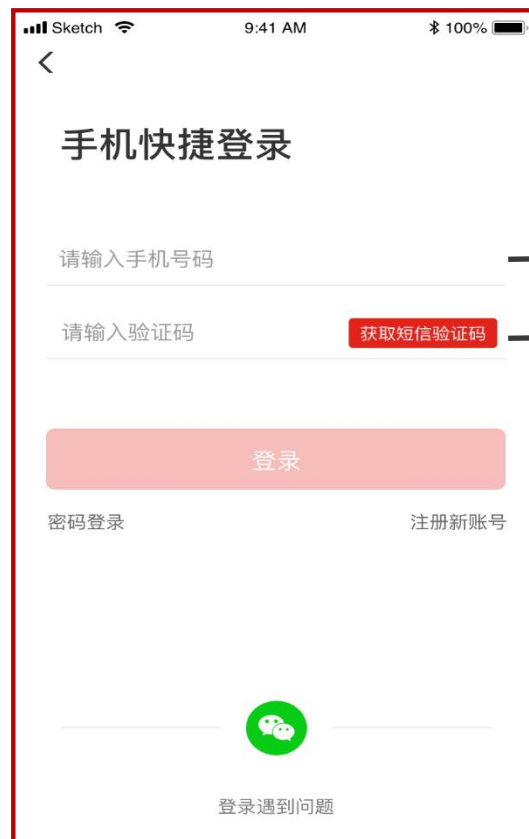 Sketch 9:41 AM 100%
手机快捷登录
请输入手机号码
请输入验证码 获取短信验证码
登录
密码登录 注册新账号
登录遇到问题